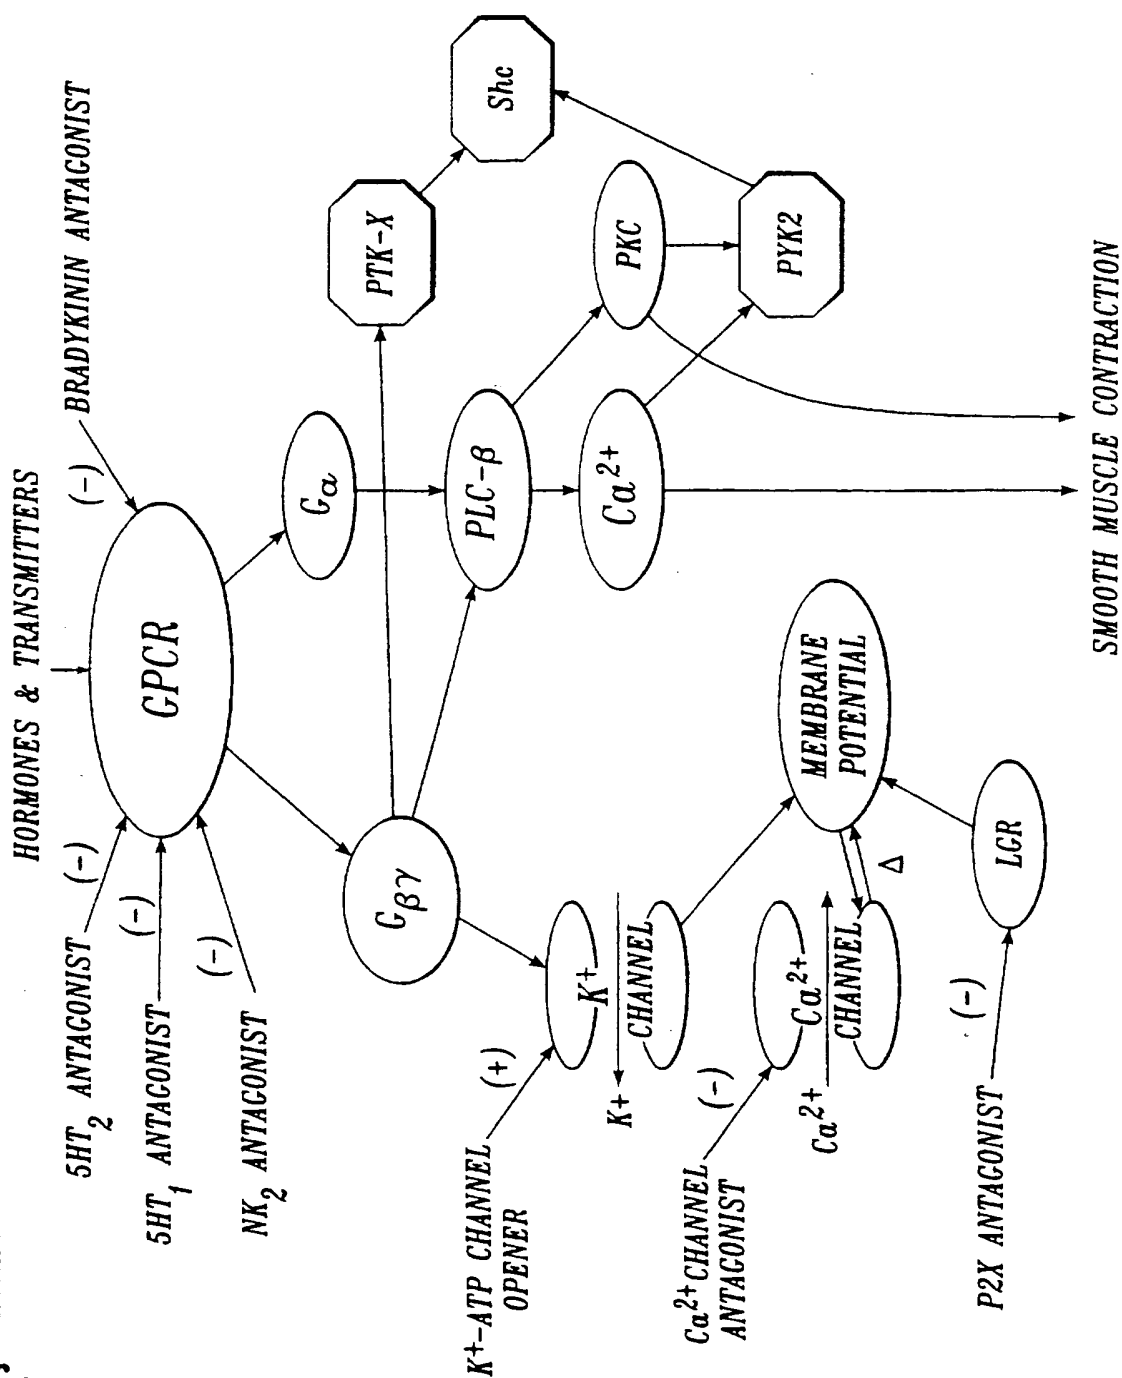 HORMONES & TRANSMITTERS
5HT2 ANTAGONIST
(-)
5HT1 ANTAGONIST
(-)
NK2 ANTAGONIST
(-)
BRADYKININ ANTAGONIST
(-)
GPCR
Gα
Gβγ
PTK-X
Shc
PLC-β
PKC
Ca2+
PYK2
K+-ATP CHANNEL
OPENER
(+)
K+
CHANNEL
K+
Ca2+CHANNEL
ANTAGONIST
(-)
Ca2+
CHANNEL
Ca2+
MEMBRANE
POTENTIAL
Δ
LGR
P2X ANTAGONIST
(-)
SMOOTH MUSCLE CONTRACTION